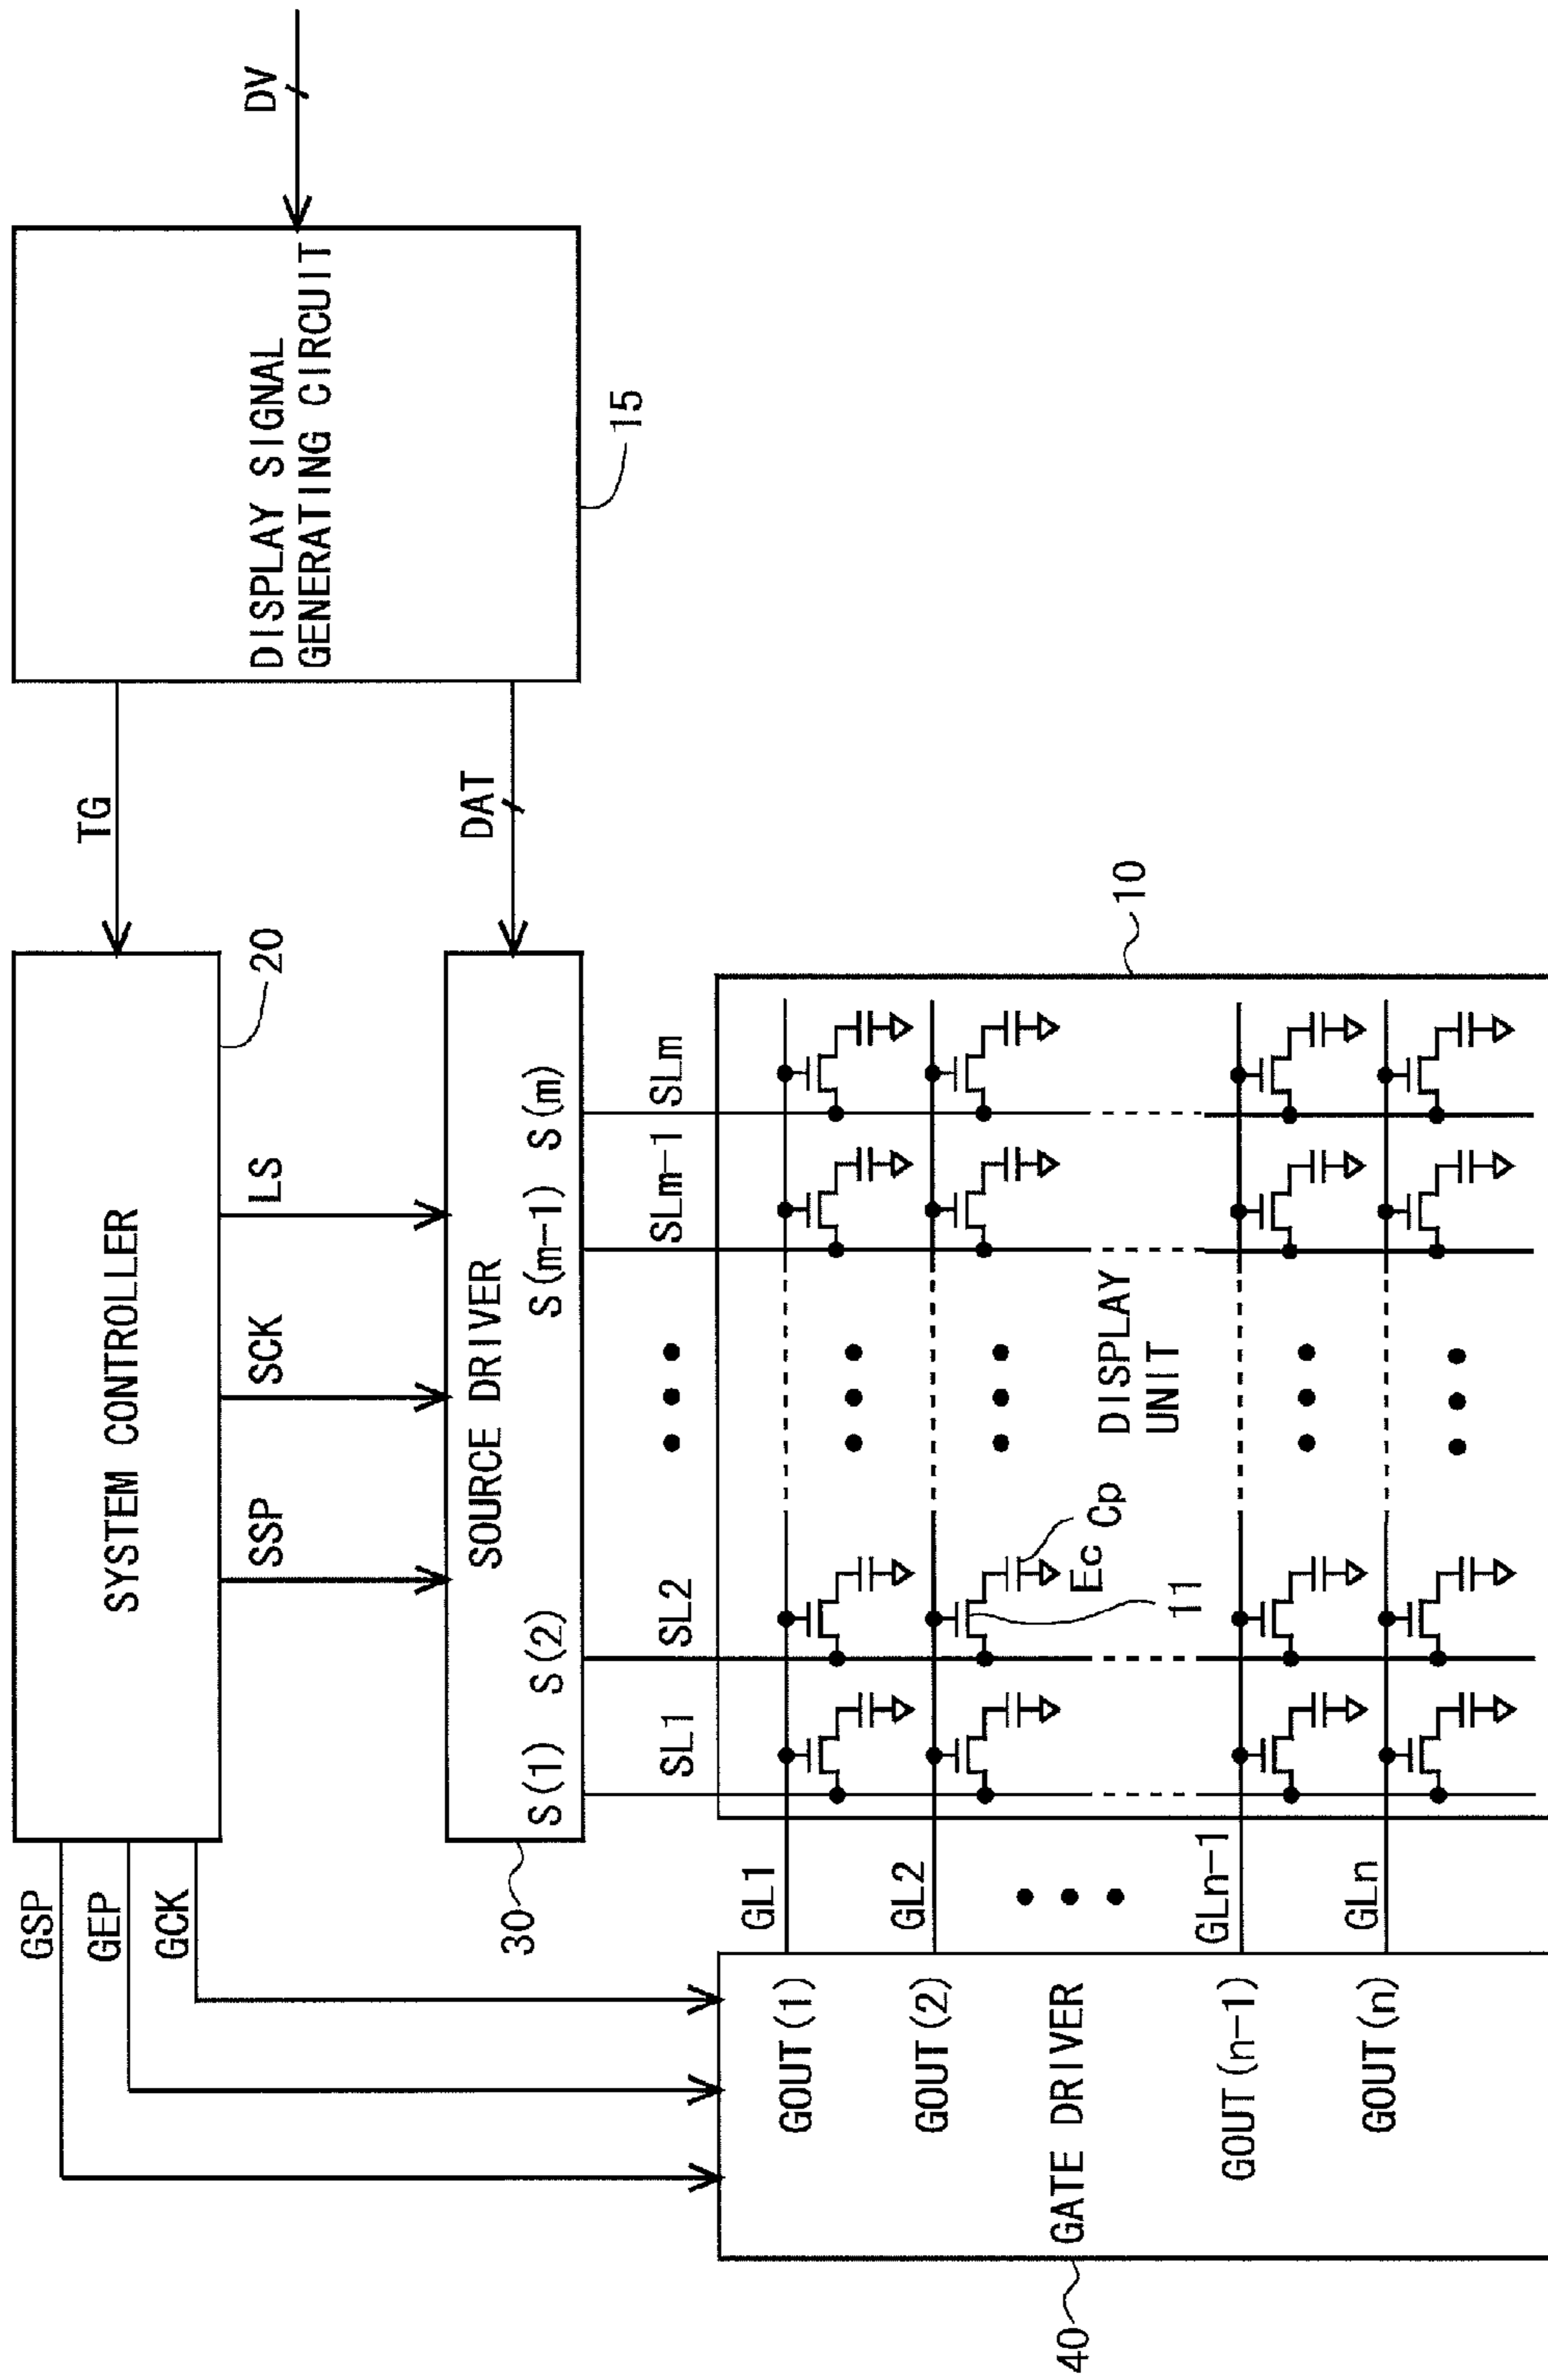 GSP
GEP
GCK
SYSTEM CONTROLLER
20
TG
DISPLAY SIGNAL
GENERATING CIRCUIT
DV
SSP
SCK
LS
SOURCE DRIVER
S(1)
S(2)
S(m-1)
S(m)
30
DAT
15
SL1
SL2
SLm-1
SLm
GOUT(1)
GL1
GOUT(2)
GL2
GATE DRIVER
40
Ec
Cp
11
DISPLAY
UNIT
10
GOUT(n-1)
GLn-1
GOUT(n)
GLn